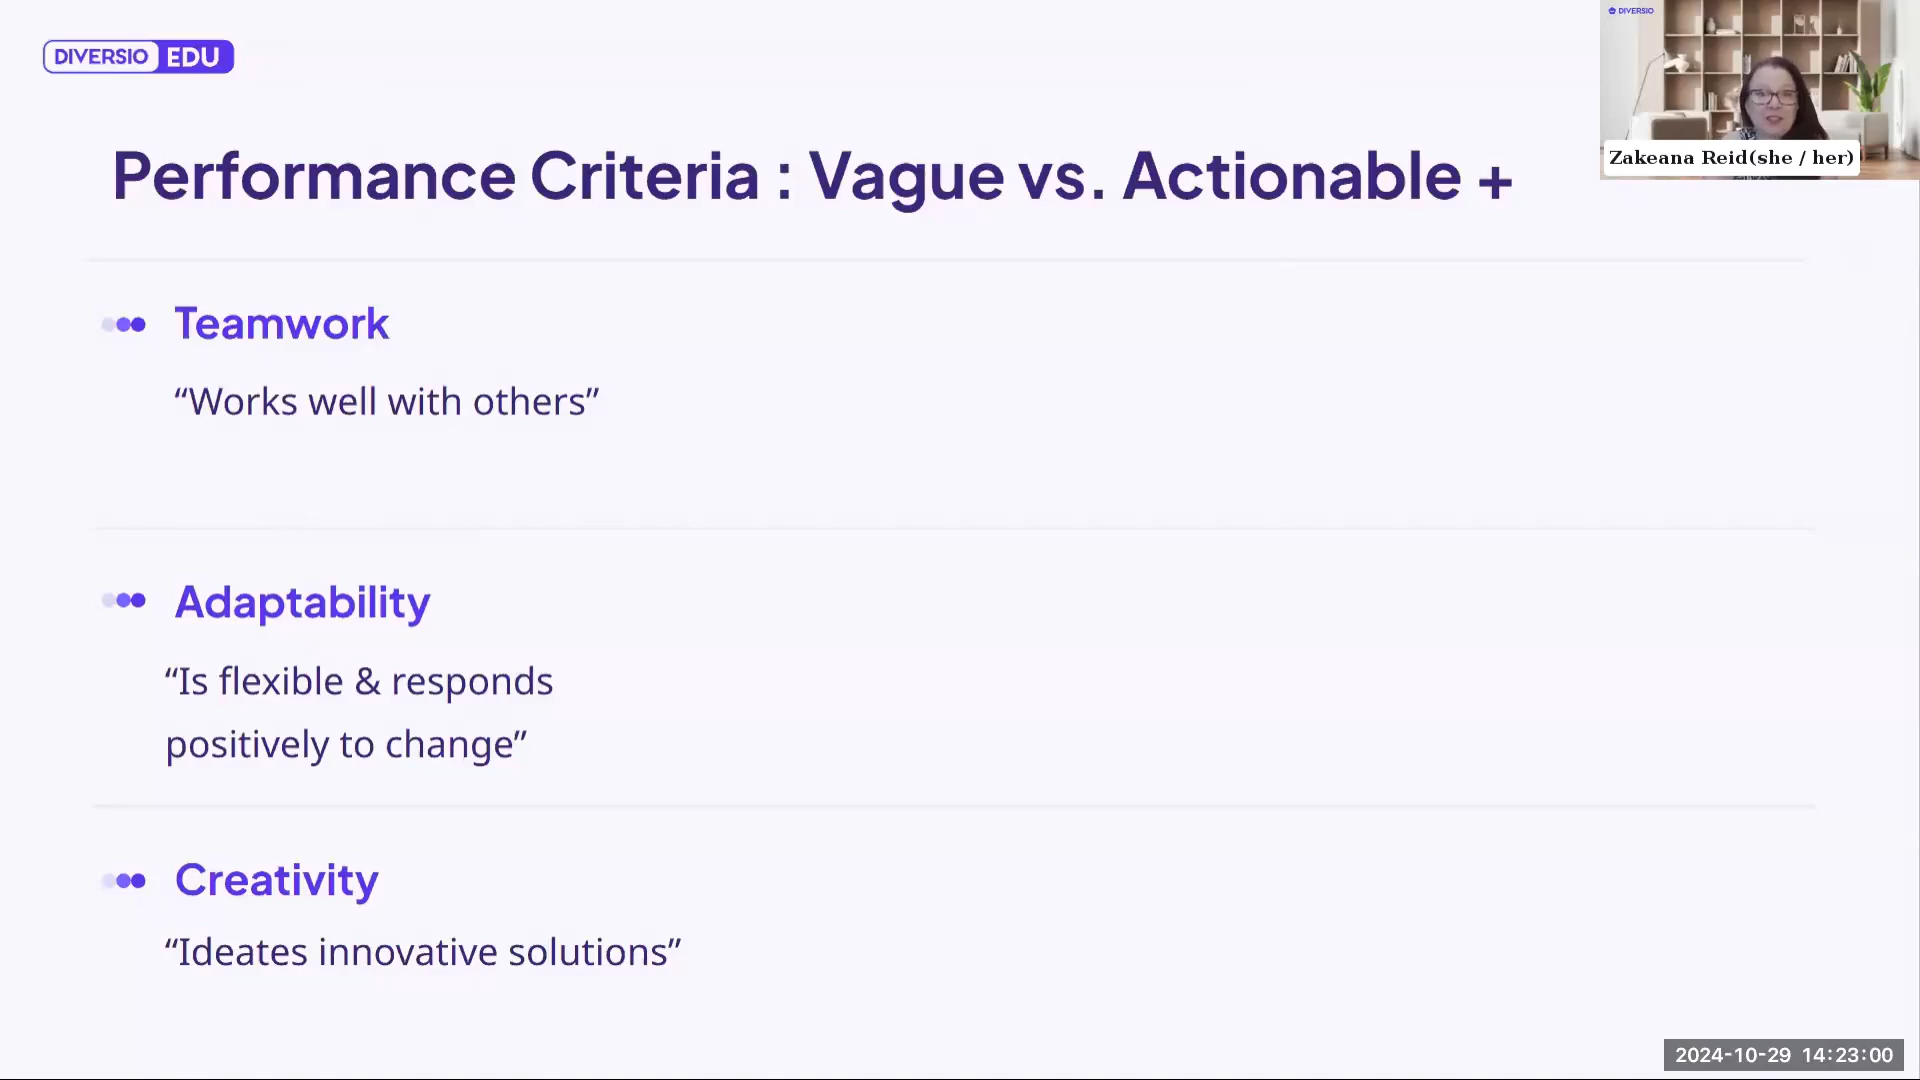 DIVERSIO EDU
DIVERSIO
Zakeana Reid(she / her)
Performance Criteria : Vague vs. Actionable +
Teamwork
“Works well with others”
Adaptability
“Is flexible & responds
positively to change”
Creativity
“Ideates innovative solutions”
2024-10-29 14:23:00